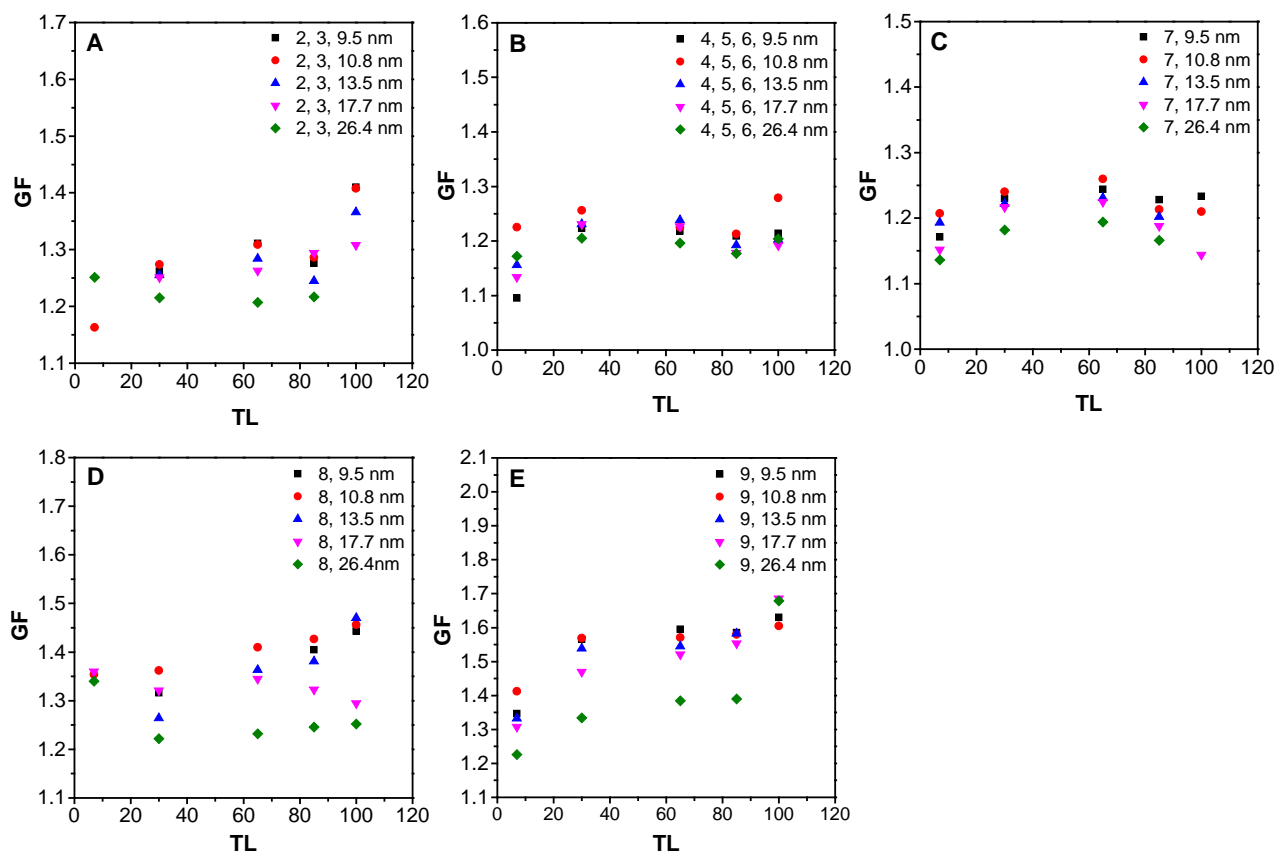 A
2, 3, 9.5 nm
2, 3, 10.8 nm
2, 3, 13.5 nm
2, 3, 17.7 nm
2, 3, 26.4 nm
1.7
1.6
1.5
1.4
1.3
1.2
1.1
GF
0 20 40 60 80 100 120
TL
B
4, 5, 6, 9.5 nm
4, 5, 6, 10.8 nm
4, 5, 6, 13.5 nm
4, 5, 6, 17.7 nm
4, 5, 6, 26.4 nm
1.6
1.5
1.4
1.3
1.2
1.1
1.0
GF
0 20 40 60 80 100 120
TL
C
7, 9.5 nm
7, 10.8 nm
7, 13.5 nm
7, 17.7 nm
7, 26.4 nm
1.5
1.4
1.3
1.2
1.1
1.0
GF
0 20 40 60 80 100 120
TL
D
8, 9.5 nm
8, 10.8 nm
8, 13.5 nm
8, 17.7 nm
8, 26.4nm
1.8
1.7
1.6
1.5
1.4
1.3
1.2
1.1
GF
0 20 40 60 80 100 120
TL
E
9, 9.5 nm
9, 10.8 nm
9, 13.5 nm
9, 17.7 nm
9, 26.4 nm
2.1
2.0
1.9
1.8
1.7
1.6
1.5
1.4
1.3
1.2
1.1
GF
0 20 40 60 80 100 120
TL